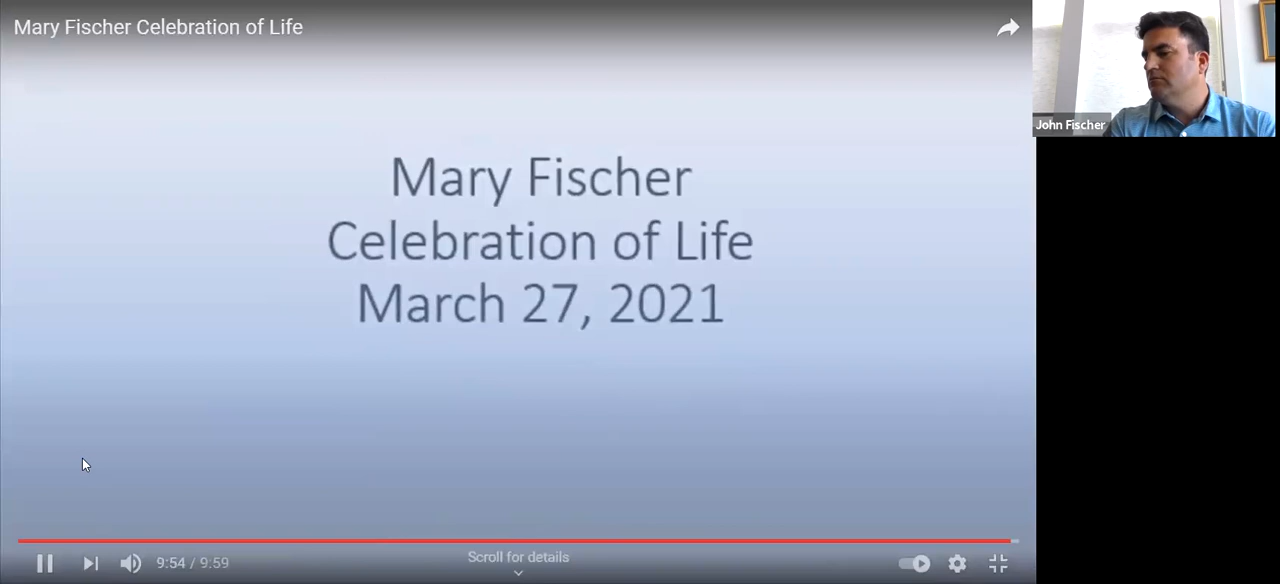 Mary Fischer Celebration of Life
John Fischer
Mary Fischer
Celebration of Life
March 27, 2021
9:54 / 9:59
Scroll for details